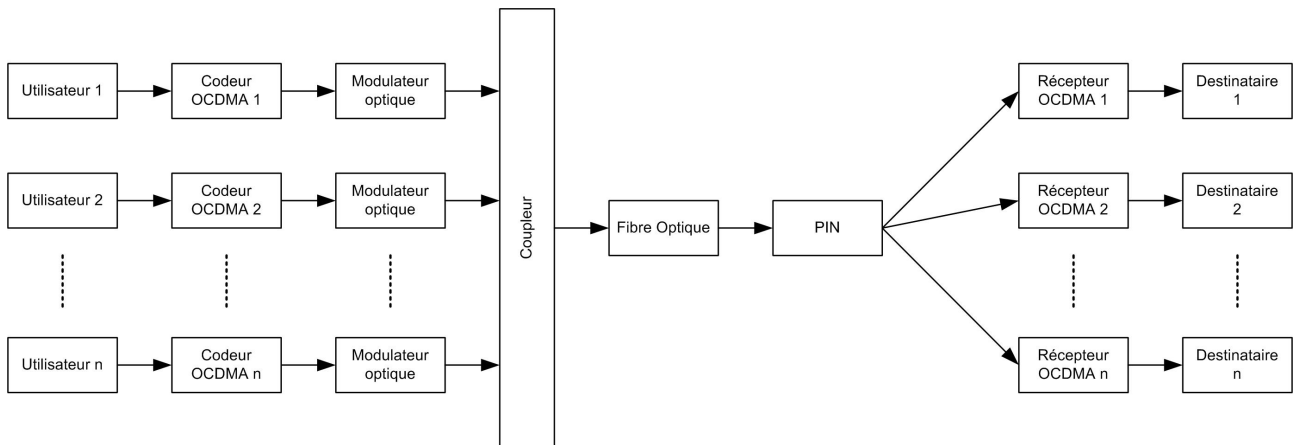 Utilisateur 1
Codeur
OCDMA 1
Modulateur
optique
Utilisateur 2
Codeur
OCDMA 2
Modulateur
optique
Utilisateur n
Codeur
OCDMA n
Modulateur
optique
Coupleur
Fibre Optique
PIN
Récepteur
OCDMA 1
Destinataire
1
Récepteur
OCDMA 2
Destinataire
2
Récepteur
OCDMA n
Destinataire
n